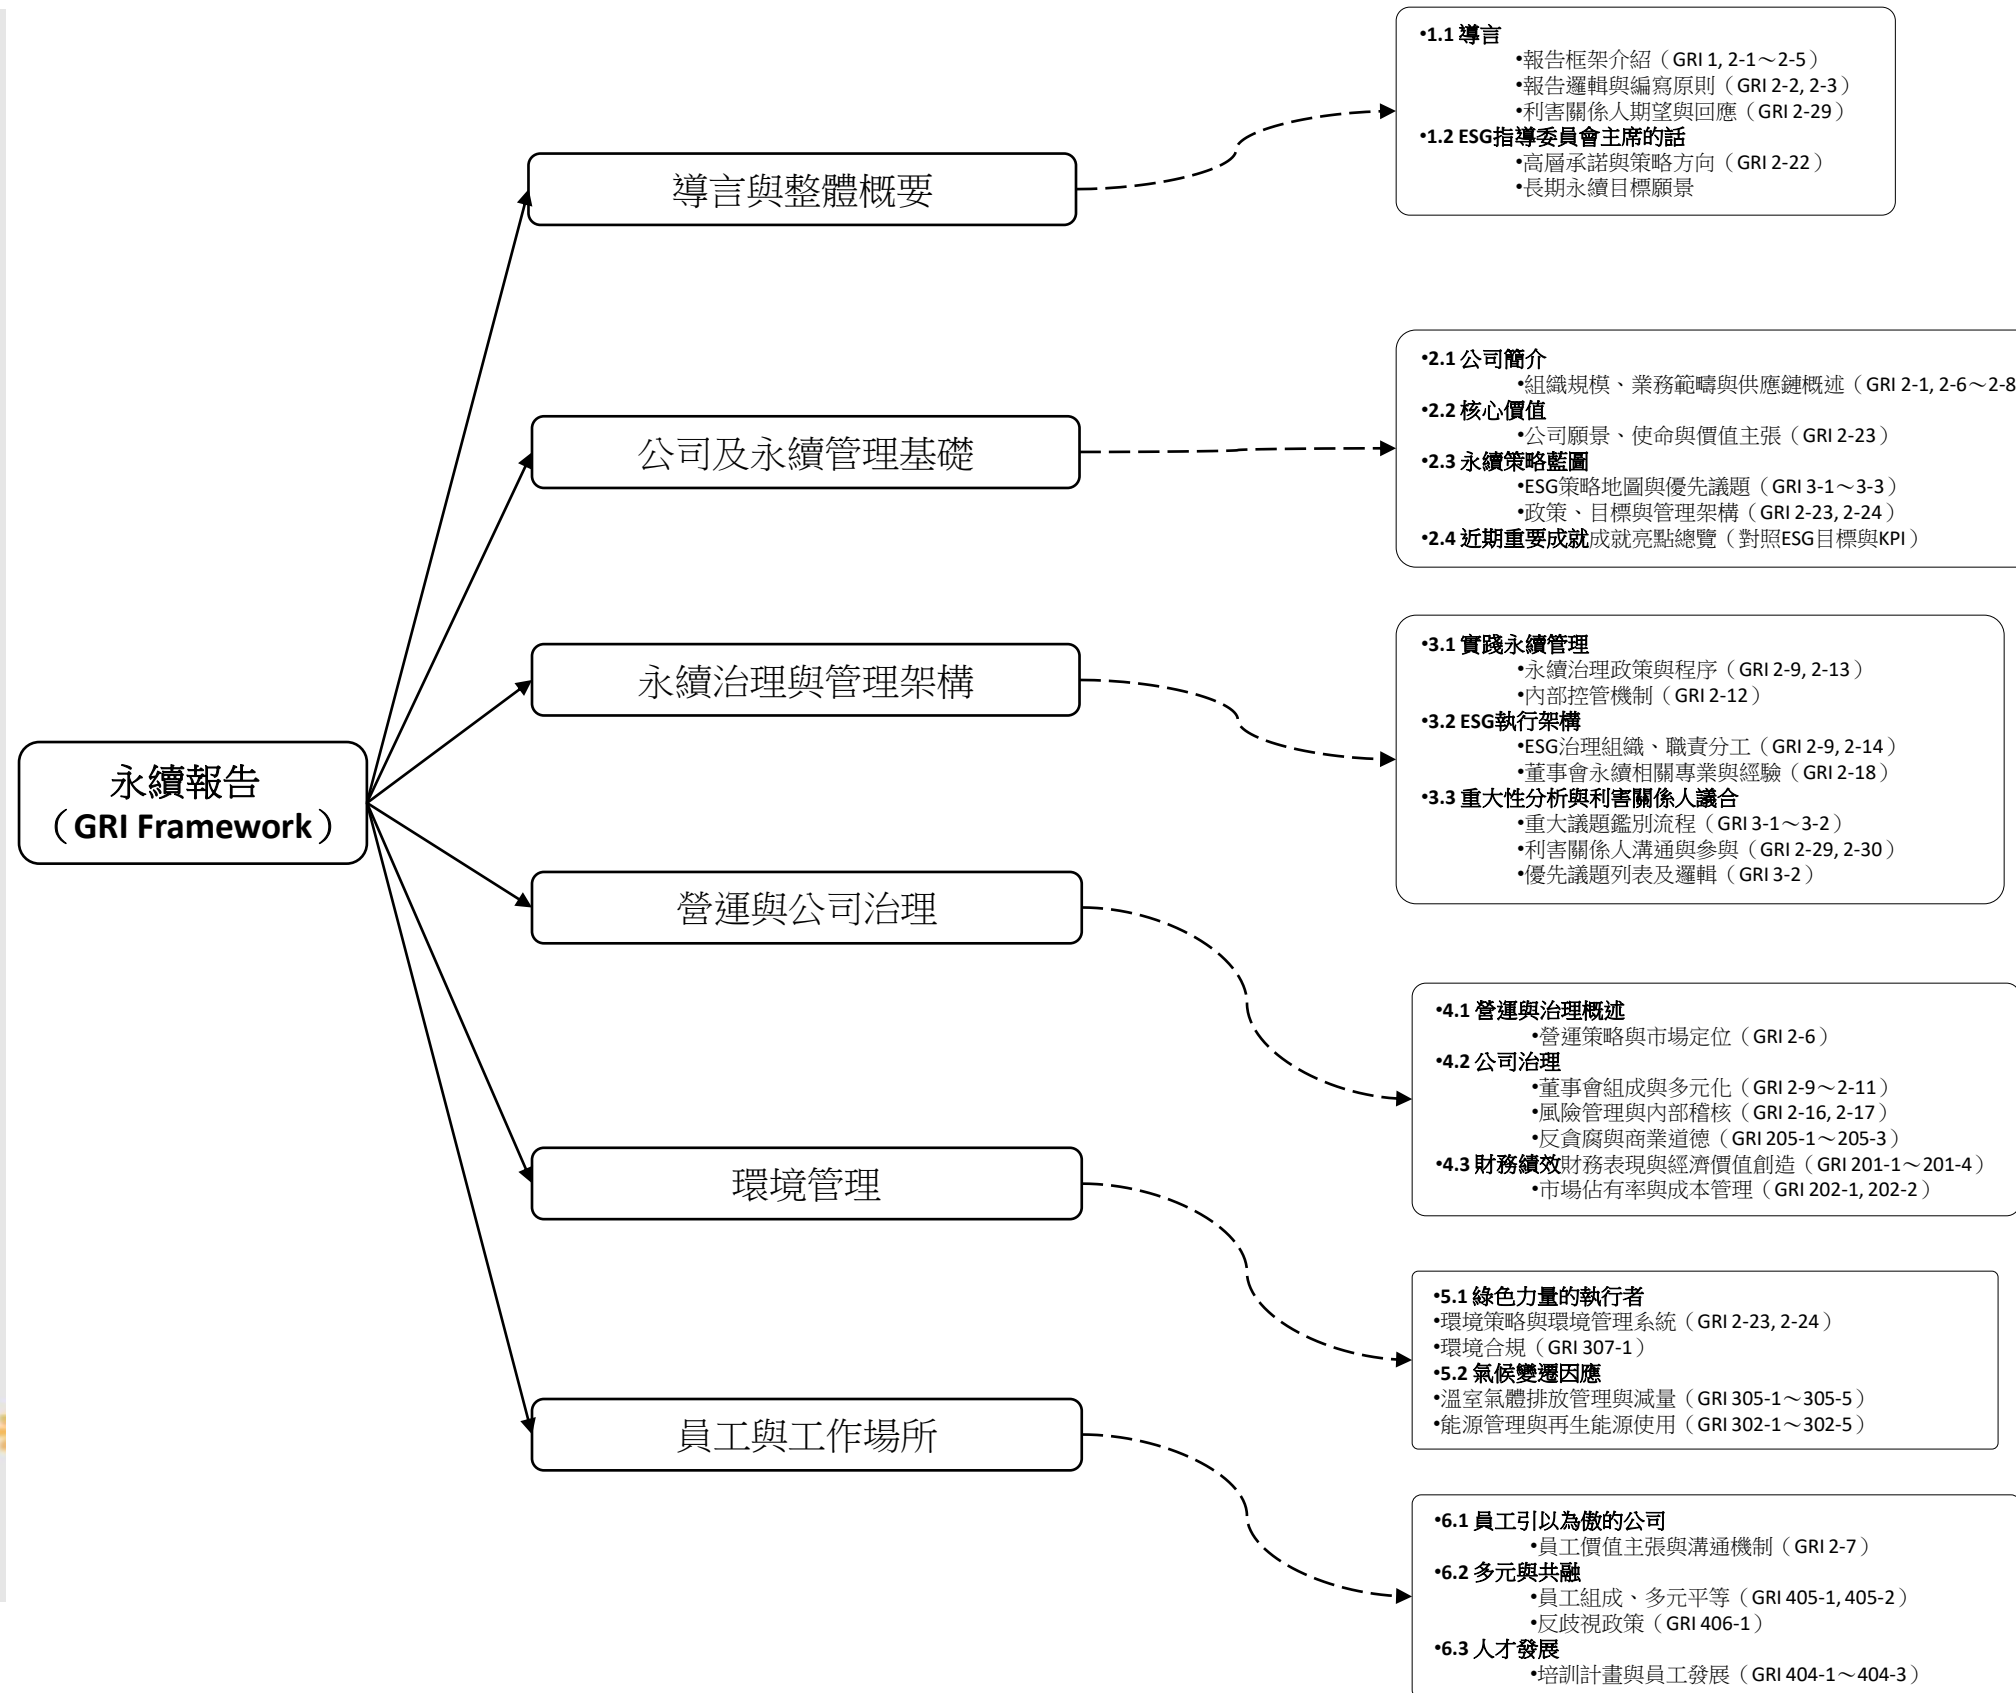 永續報告
（GRI Framework）
導言與整體概要
•1.1 導言
•報告框架介紹（GRI 1, 2-1～2-5）
•報告邏輯與編寫原則（GRI 2-2, 2-3）
•利害關係人期望與回應（GRI 2-29）
•1.2 ESG指導委員會主席的話
•高層承諾與策略方向（GRI 2-22）
•長期永續目標願景
公司及永續管理基礎
•2.1 公司簡介
•組織規模、業務範疇與供應鏈概述（GRI 2-1, 2-6～2-8
•2.2 核心價值
•公司願景、使命與價值主張（GRI 2-23）
•2.3 永續策略藍圖
•ESG策略地圖與優先議題（GRI 3-1～3-3）
•政策、目標與管理架構（GRI 2-23, 2-24）
•2.4 近期重要成就成就亮點總覽（對照ESG目標與KPI）
永續治理與管理架構
•3.1 實踐永續管理
•永續治理政策與程序（GRI 2-9, 2-13）
•內部控管機制（GRI 2-12）
•3.2 ESG執行架構
•ESG治理組織、職責分工（GRI 2-9, 2-14）
•董事會永續相關專業與經驗（GRI 2-18）
•3.3 重大性分析與利害關係人議合
•重大議題鑑別流程（GRI 3-1～3-2）
•利害關係人溝通與參與（GRI 2-29, 2-30）
•優先議題列表及邏輯（GRI 3-2）
營運與公司治理
•4.1 營運與治理概述
•營運策略與市場定位（GRI 2-6）
•4.2 公司治理
•董事會組成與多元化（GRI 2-9～2-11）
•風險管理與內部稽核（GRI 2-16, 2-17）
•反貪腐與商業道德（GRI 205-1～205-3）
•4.3 財務績效財務表現與經濟價值創造（GRI 201-1～201-4）
•市場佔有率與成本管理（GRI 202-1, 202-2）
環境管理
•5.1 綠色力量的執行者
•環境策略與環境管理系統（GRI 2-23, 2-24）
•環境合規（GRI 307-1）
•5.2 氣候變遷因應
•溫室氣體排放管理與減量（GRI 305-1～305-5）
•能源管理與再生能源使用（GRI 302-1～302-5）
員工與工作場所
•6.1 員工引以為傲的公司
•員工價值主張與溝通機制（GRI 2-7）
•6.2 多元與共融
•員工組成、多元平等（GRI 405-1, 405-2）
•反歧視政策（GRI 406-1）
•6.3 人才發展
•培訓計畫與員工發展（GRI 404-1～404-3）